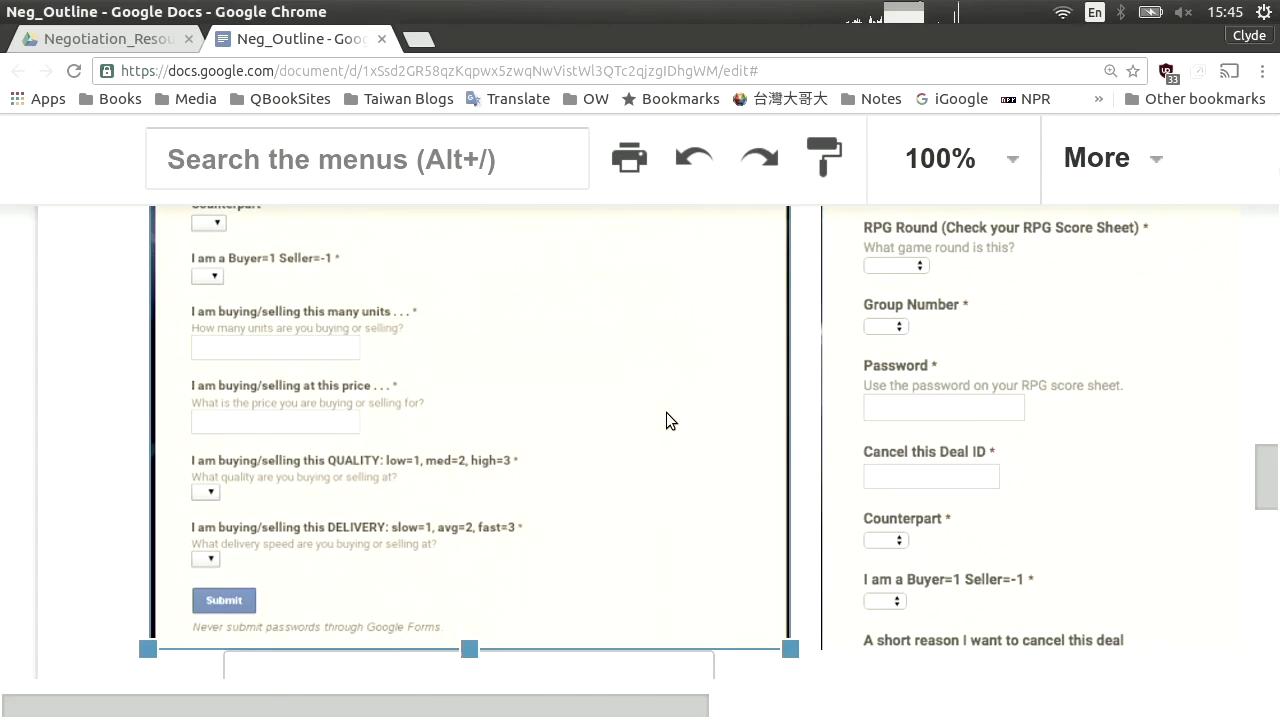 Neg_Outline - Google Docs - Google Chrome
En
15:45
Negotiation_Resou
Neg_Outline - Goog
Clyde
https://docs.google.com/document/d/1xSsd2GR58qzKqpwx5zwqNwVistWl3QTc2qjzgIDhgWM/edit#
33
Apps
Books
Media
QBookSites
Taiwan Blogs
Translate
OW
Bookmarks
台灣大哥大
Notes
iGoogle
NPR
»
Other bookmarks
Search the menus (Alt+/)
100%
More
Counterpart
I am a Buyer=1 Seller=-1 *
I am buying/selling this many units . . . *
How many units are you buying or selling?
I am buying/selling at this price . . . *
What is the price you are buying or selling for?
I am buying/selling this QUALITY: low=1, med=2, high=3 *
What quality are you buying or selling at?
I am buying/selling this DELIVERY: slow=1, avg=2, fast=3 *
What delivery speed are you buying or selling at?
Submit
Never submit passwords through Google Forms.
RPG Round (Check your RPG Score Sheet) *
What game round is this?
Group Number *
Password *
Use the password on your RPG score sheet.
Cancel this Deal ID *
Counterpart *
I am a Buyer=1 Seller=-1 *
A short reason I want to cancel this deal